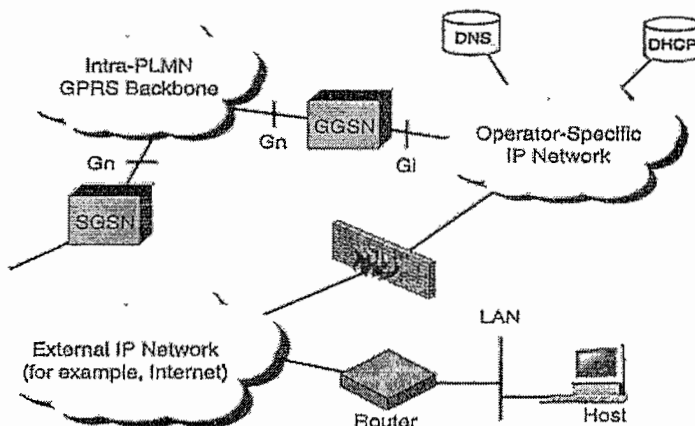 DNS
DHCP
Intra-PLMN
GPRS Backbone
GGSN
Gn
Gi
Operator-Specific
IP Network
Gn
SGSN
LAN
External IP Network
(for example, Internet)
Router
Host